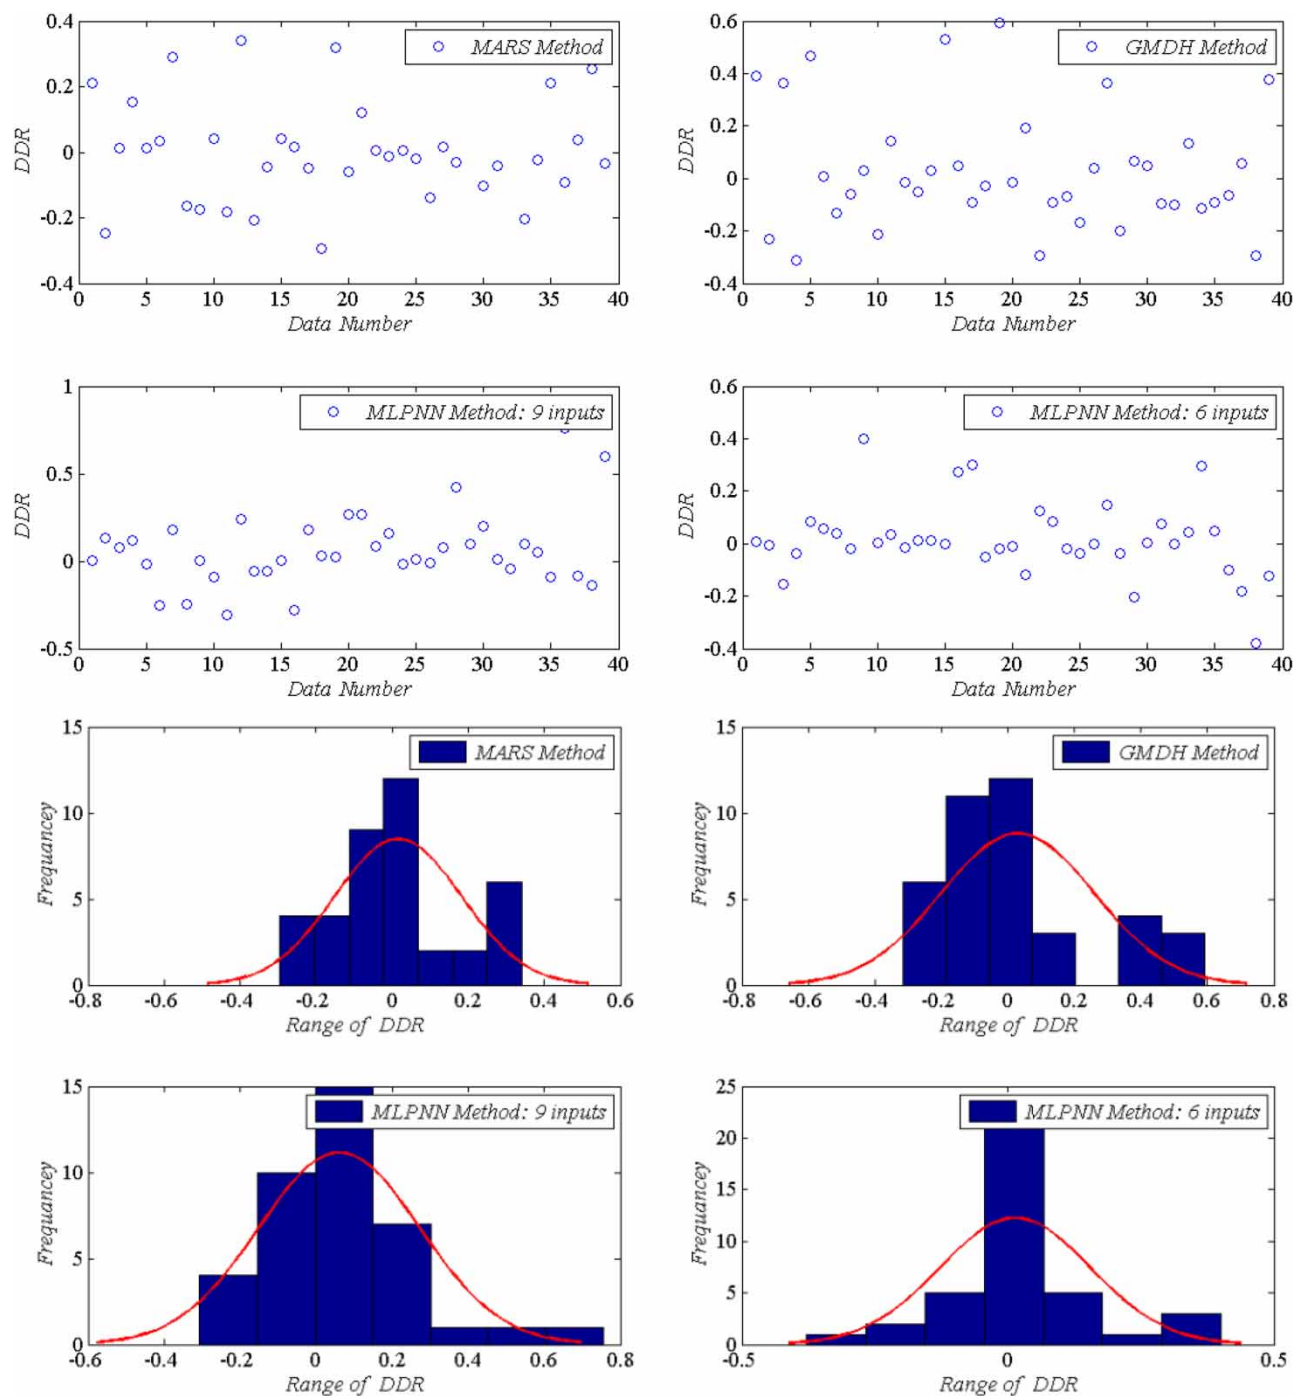 0.4
0.2
0
-0.2
-0.4
DDR
MARS Method
0 5 10 15 20 25 30 35 40
Data Number
0.6
0.4
0.2
0
-0.2
-0.4
DDR
GMDH Method
0 5 10 15 20 25 30 35 40
Data Number
1
0.5
0
-0.5
DDR
MLPNN Method: 9 inputs
0 5 10 15 20 25 30 35 40
Data Number
0.6
0.4
0.2
0
-0.2
-0.4
DDR
MLPNN Method: 6 inputs
0 5 10 15 20 25 30 35 40
Data Number
15
10
5
0
Frequancey
MARS Method
-0.8 -0.6 -0.4 -0.2 0 0.2 0.4 0.6
Range of DDR
15
10
5
0
Frequancey
GMDH Method
-0.8 -0.6 -0.4 -0.2 0 0.2 0.4 0.6 0.8
Range of DDR
15
10
5
0
Frequancey
MLPNN Method: 9 inputs
-0.6 -0.4 -0.2 0 0.2 0.4 0.6 0.8
Range of DDR
25
20
15
10
5
0
Frequancey
MLPNN Method: 6 inputs
-0.5 0 0.5
Range of DDR